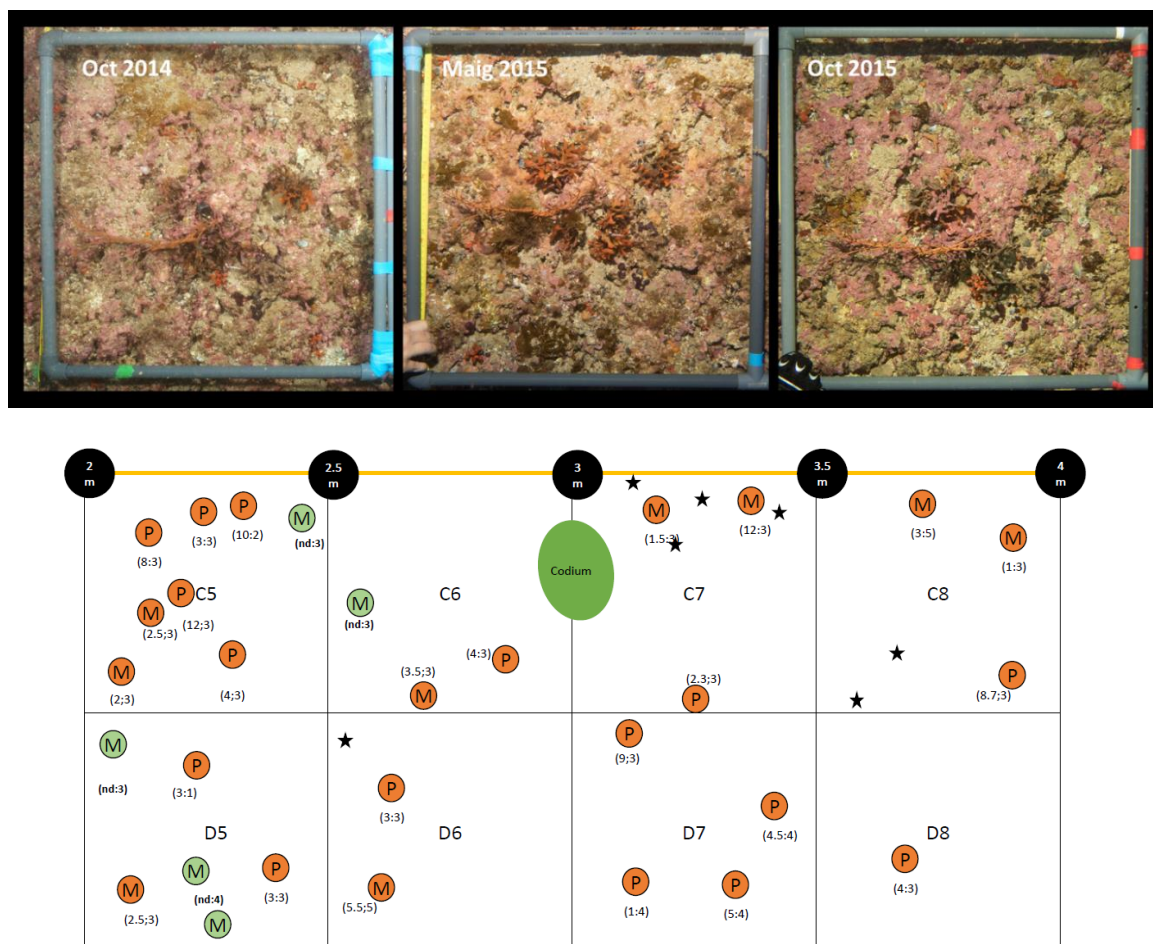 Oct 2014
Maig 2015
Oct 2015
2
m
2.5
m
3
m
3.5
m
4
m
P
(8:3)
P
(3:3)
P
(10:2)
M
(nd:3)
P
C5
M
(2.5;3)
(12;3)
M
(2;3)
P
(4;3)
M
(nd:3)
C6
(3.5;3)
M
(4:3)
P
Codium
M
(1.5:3)
M
(12:3)
C7
(2.3;3)
P
M
(3:5)
M
(1:3)
C8
P
(8.7;3)
M
(nd:3)
P
(3:1)
D5
M
(2.5;3)
M
(nd:4)
M
P
(3:3)
P
(3:3)
D6
M
(5.5;5)
P
(9;3)
P
(4.5:4)
D7
P
(1:4)
P
(5:4)
D8
P
(4:3)